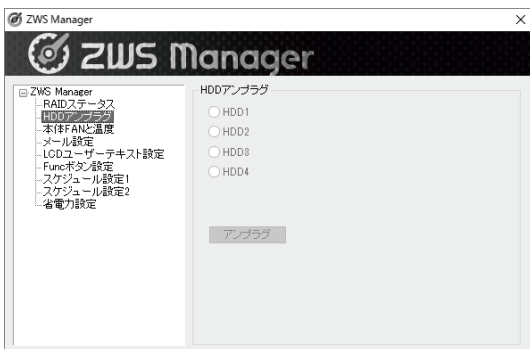 ZWS Manager
ZWS Manager
ZWS Manager
RAIDステータス
HDDアンプラグ
本体FANと温度
メール設定
LCDユーザーテキスト設定
Funcボタン設定
スケジュール設定1
スケジュール設定2
省電力設定
HDDアンプラグ
HDD1
HDD2
HDD3
HDD4
アンプラグ